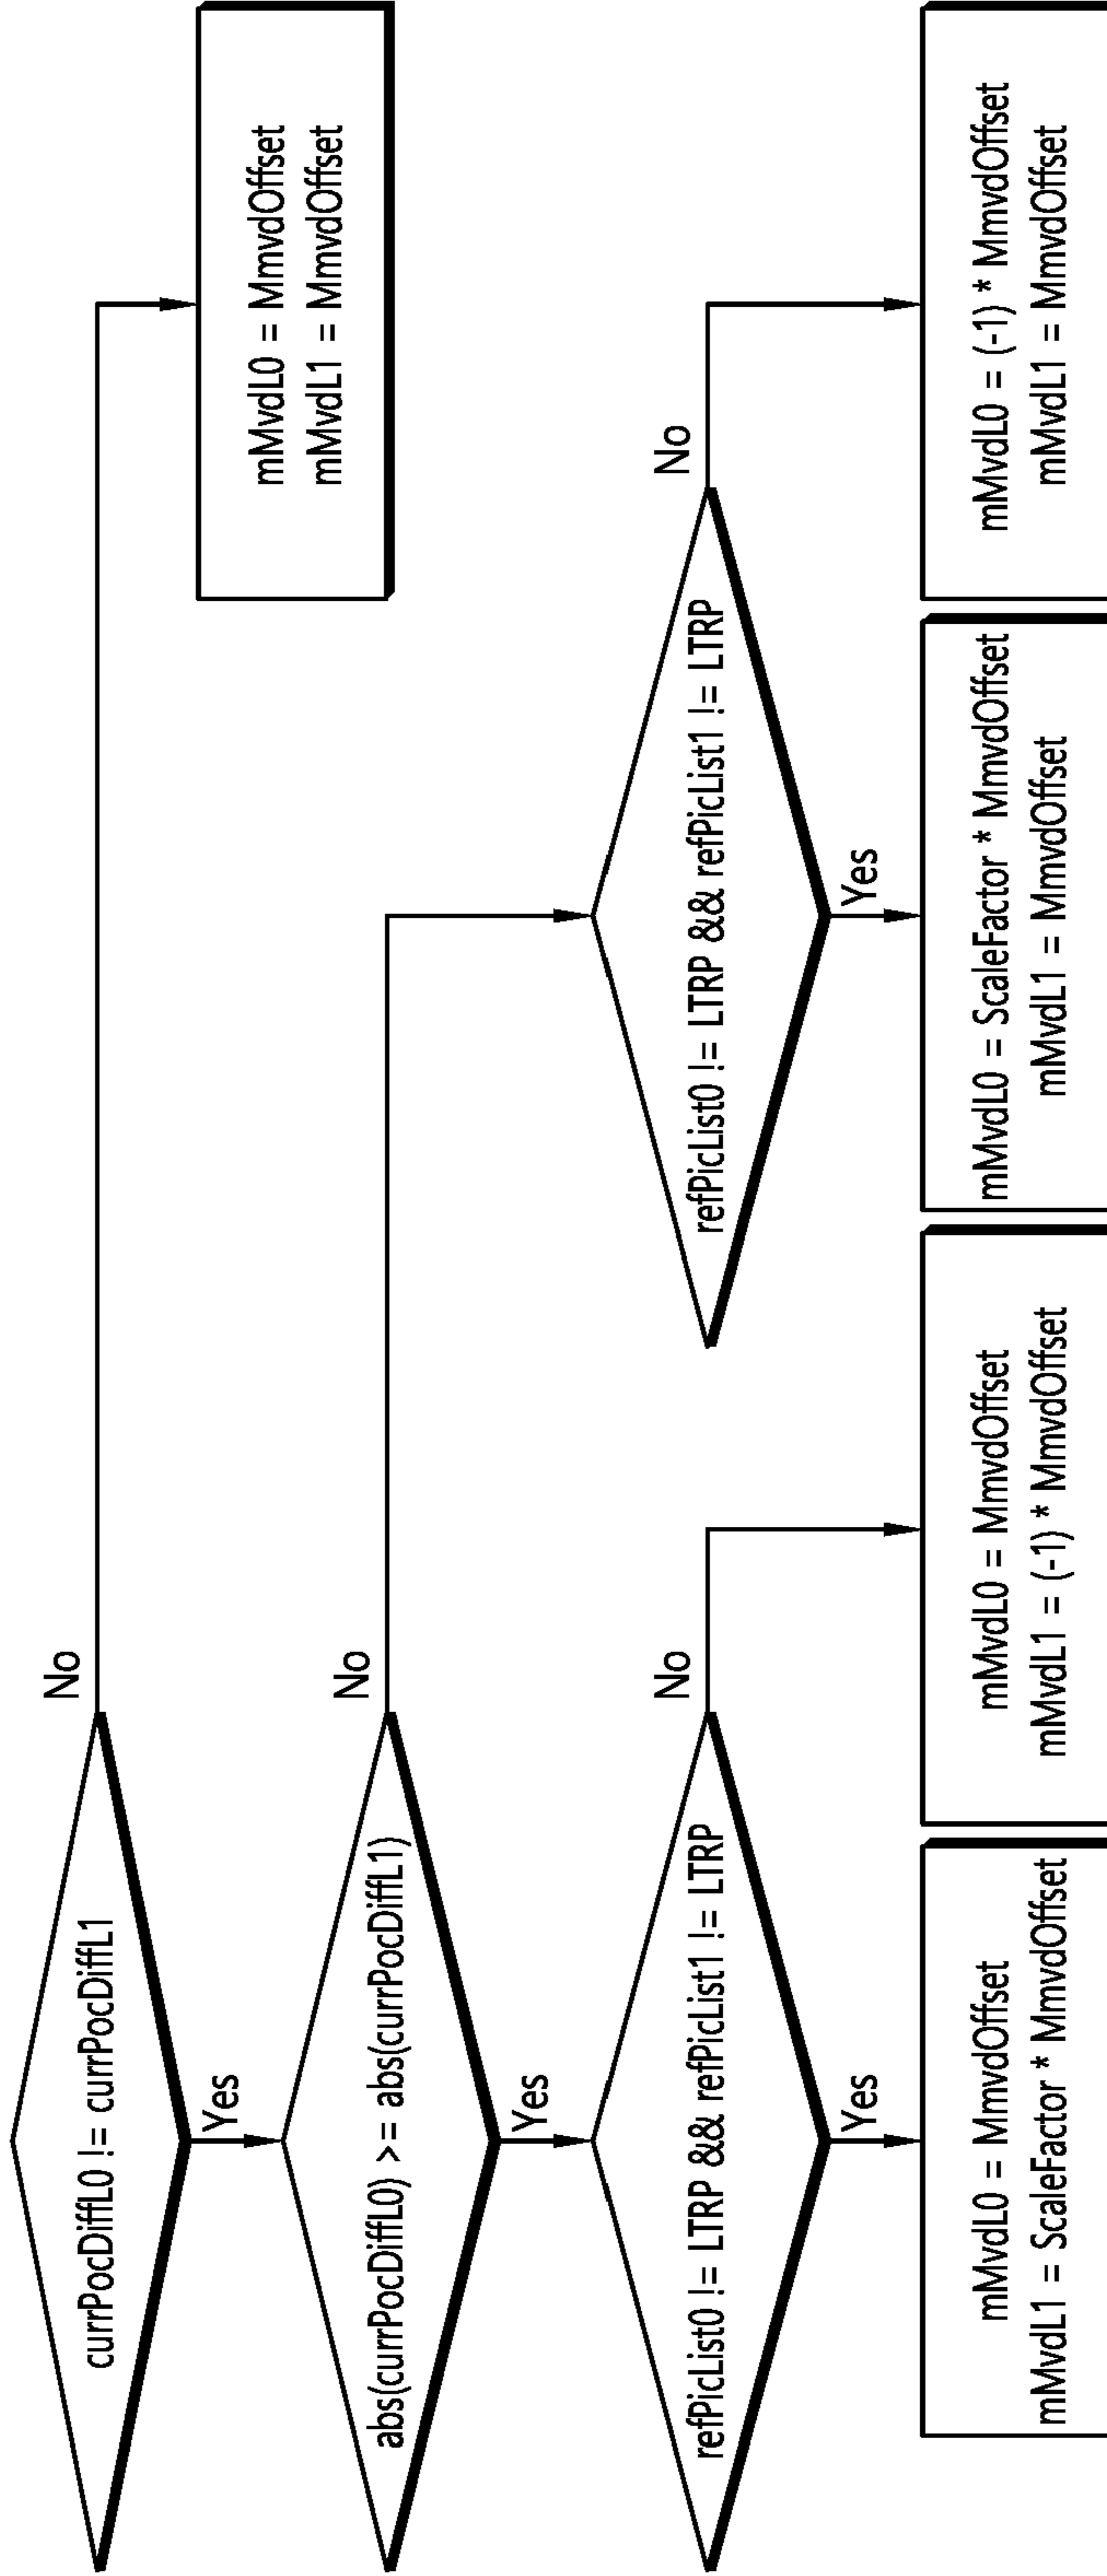 currPocDiffL0 != currPocDiffL1
No
Yes
mMvdL0 = MmvdOffset
mMvdL1 = MmvdOffset
abs(currPocDiffL0) >= abs(currPocDiffL1)
No
Yes
refPicList0 != LTRP && refPicList1 != LTRP
No
Yes
refPicList0 != LTRP && refPicList1 != LTRP
No
Yes
mMvdL0 = MmvdOffset
mMvdL1 = ScaleFactor * MmvdOffset
mMvdL0 = MmvdOffset
mMvdL1 = (-1) * MmvdOffset
mMvdL0 = ScaleFactor * MmvdOffset
mMvdL1 = MmvdOffset
mMvdL0 = (-1) * MmvdOffset
mMvdL1 = MmvdOffset